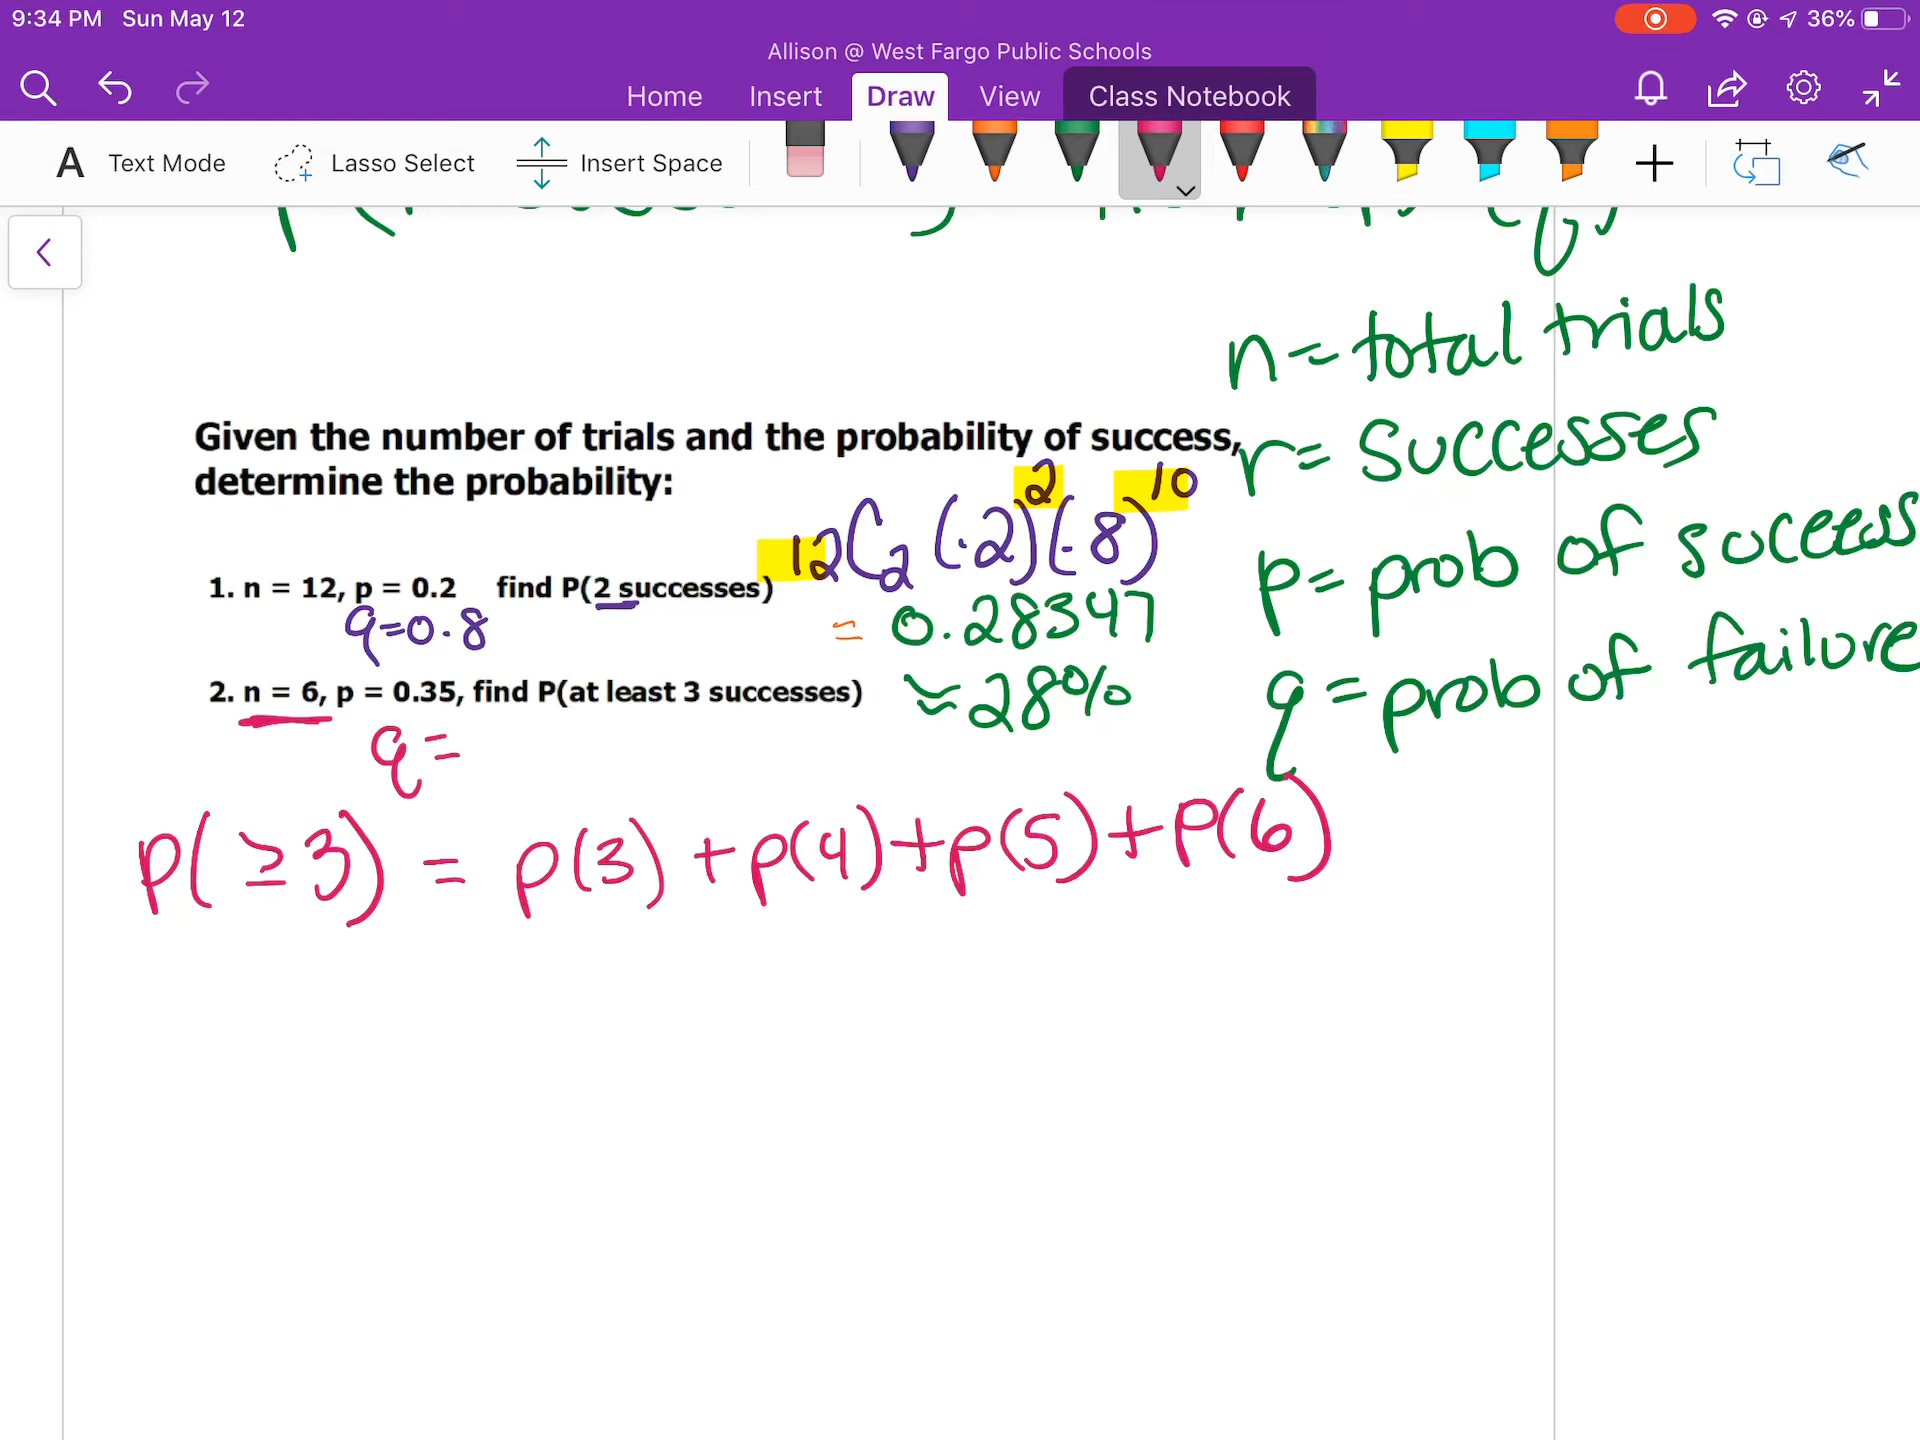 9:34 PM Sun May 12
36%
Allison @ West Fargo Public Schools
Home Insert Draw View Class Notebook
A Text Mode Lasso Select Insert Space
n = total trials
Given the number of trials and the probability of success,
determine the probability:
r = successes
12C2 (.2)^2 (.8)^10
p = prob of success
1. n = 12, p = 0.2 find P(2 successes)
q=0.8
= 0.28347
q = prob of failure
2. n = 6, p = 0.35, find P(at least 3 successes)
≈ 28%
q =
p( ≥ 3) = p(3) + p(4) + p(5) + p(6)